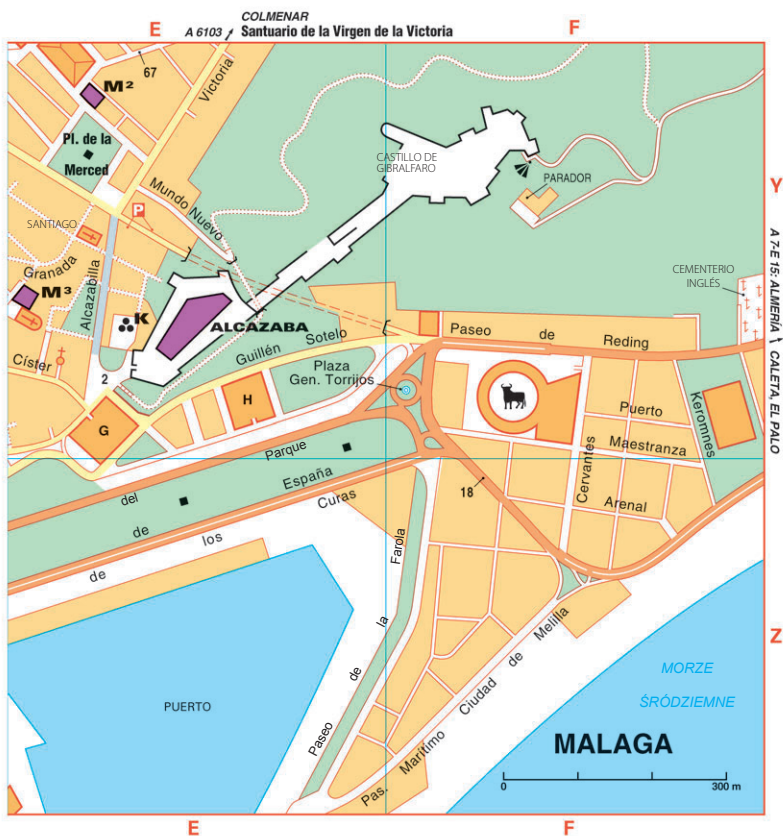 COLMENAR
A 6103 Santuario de la Virgen de la Victoria
E
F
67
M²
Victoria
Pl. de la
Merced
CASTILLO DE
GIBRALFARO
PARADOR
Mundo Nuevo
P
Y
SANTIAGO
Granada
M³
Alcazabilla
K
ALCAZABA
CEMENTERIO
INGLÉS
A 7-E 15: ALMERÍA
CALETA, EL PALO
Guillén Sotelo
Paseo de Reding
Císter
2
Plaza
Gen. Torrijos
H
G
Puerto
Keromnes
Maestranza
Cervantes
Parque
del
España
de
18
Arenal
Curas
los
de
Farola
la
de
Paseo
Melilla
de
Ciudad
Marítimo
Pas.
Z
PUERTO
MORZE
ŚRÓDZIEMNE
MALAGA
0 300 m
E
F